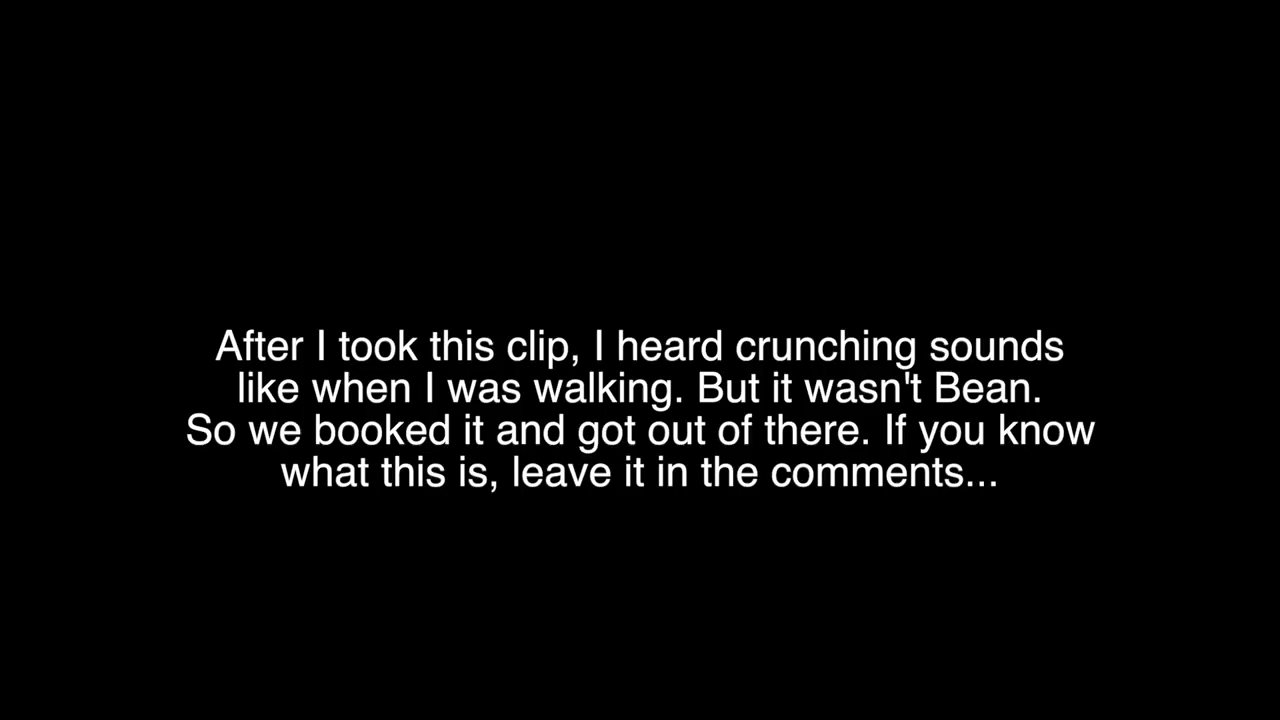 After I took this clip, I heard crunching sounds
like when I was walking. But it wasn't Bean.
So we booked it and got out of there. If you know
what this is, leave it in the comments...